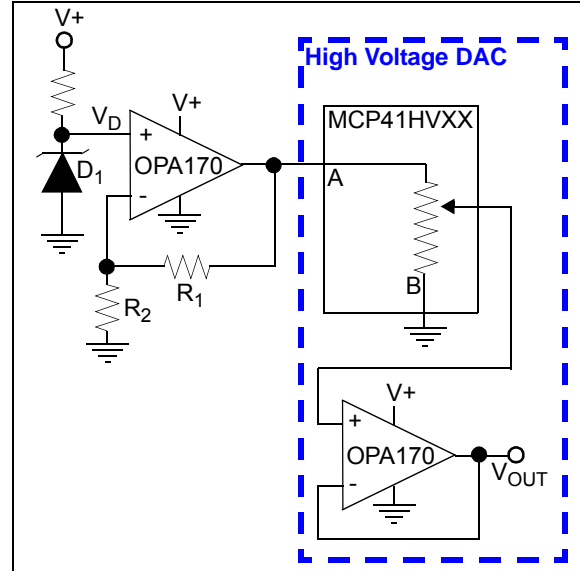 V+
High Voltage DAC
V+
MCP41HVXX
VD
+
OPA170
A
D1
-
R1
B
R2
V+
+
OPA170
VOUT
-